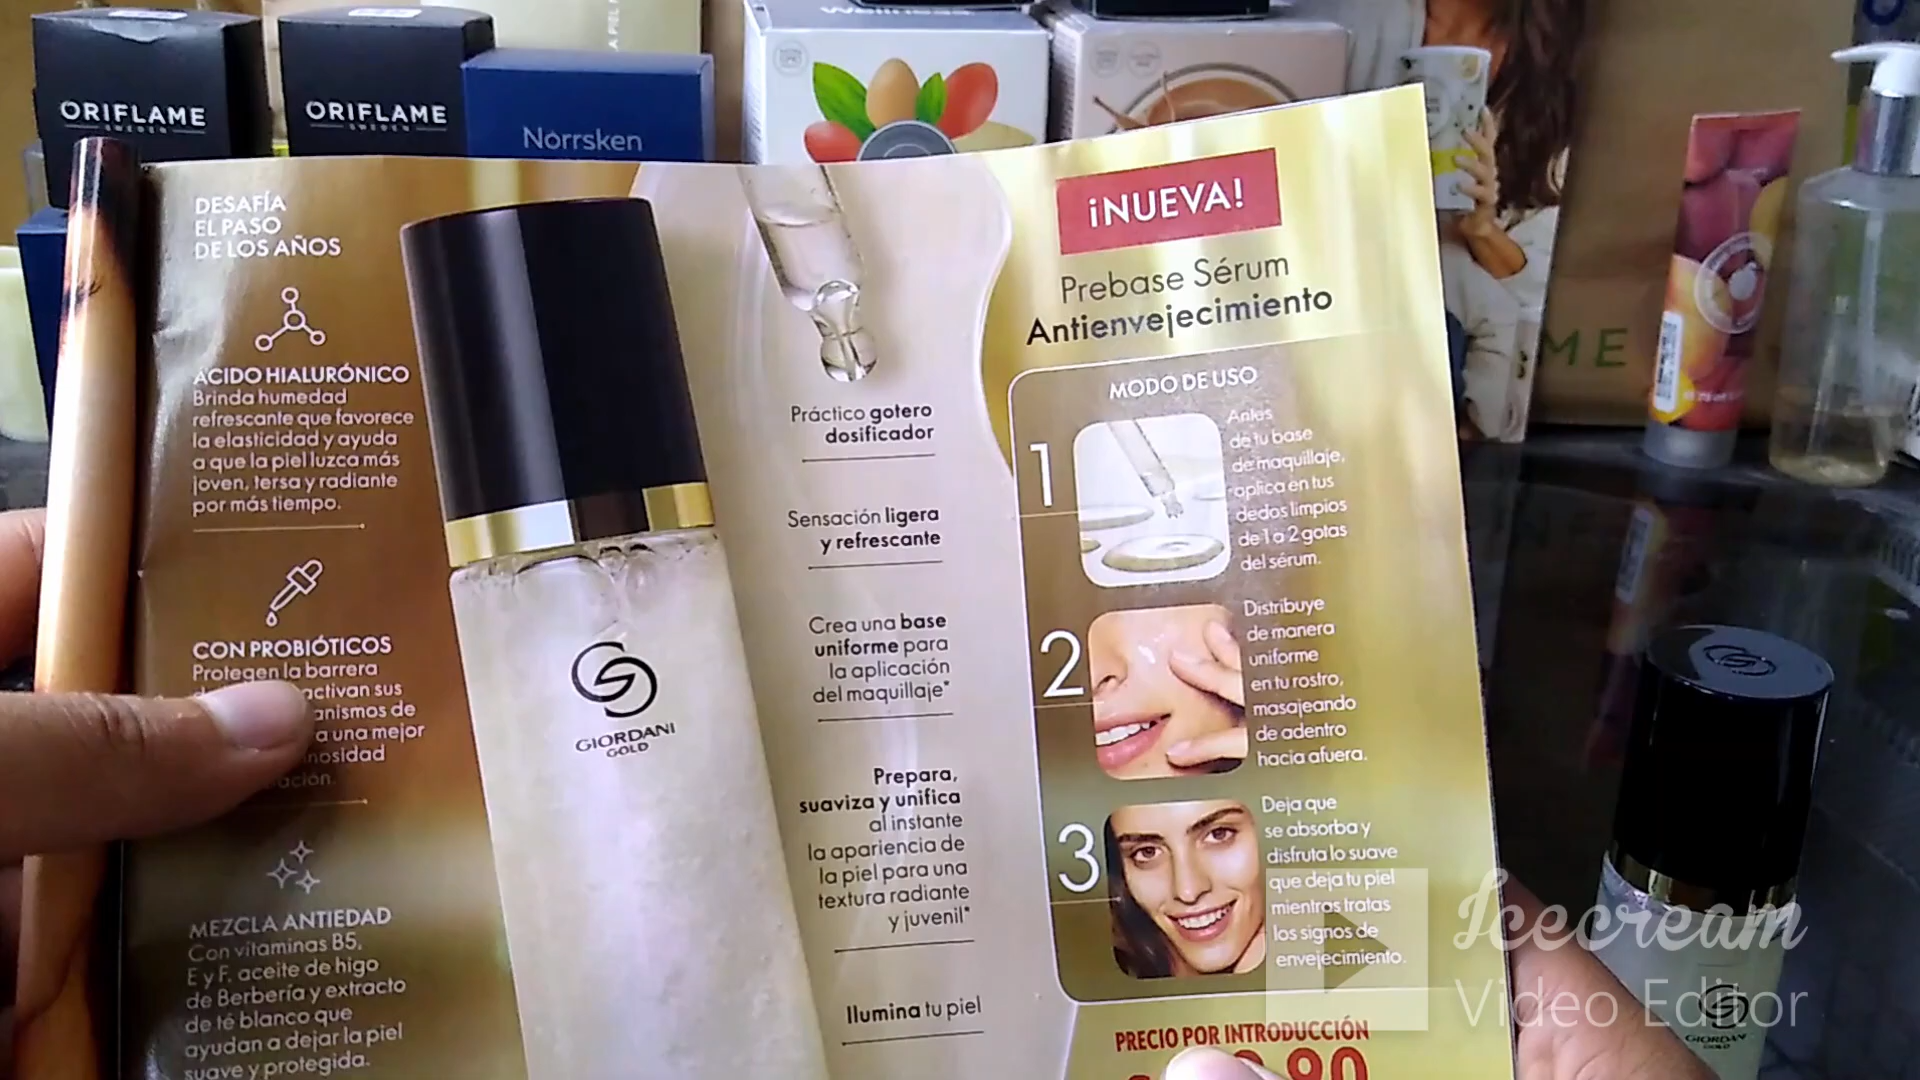 ORIFLAME
SWEDEN
ORIFLAME
SWEDEN
Norrsken
Wellness
DESAFÍA
EL PASO
DE LOS AÑOS
ÁCIDO HIALURÓNICO
Brinda humedad
refrescante que favorece
la elasticidad y ayuda
a que la piel luzca más
joven, tersa y radiante
por más tiempo.
CON PROBIÓTICOS
Protegen la barrera
activan sus
anismos de
a una mejor
nosidad
ación.
MEZCLA ANTIEDAD
Con vitaminas B5,
E y F, aceite de higo
de Berbería y extracto
de té blanco que
ayudan a dejar la piel
suave y protegida.
GIORDANI
GOLD
Práctico gotero
dosificador
Sensación ligera
y refrescante
Crea una base
uniforme para
la aplicación
del maquillaje*
Prepara,
suaviza y unifica
al instante
la apariencia de
la piel para una
textura radiante
y juvenil*
Ilumina tu piel
¡NUEVA!
Prebase Sérum
Antienvejecimiento
MODO DE USO
1
Antes
de tu base
de maquillaje,
aplica en tus
dedos limpios
de 1 a 2 gotas
del sérum.
2
Distribuye
de manera
uniforme
en tu rostro,
masajeando
de adentro
hacia afuera.
3
Deja que
se absorba y
disfruta lo suave
que deja tu piel
mientras tratas
los signos de
envejecimiento.
PRECIO POR INTRODUCCIÓN
.90
ME
GIORDANI
GOLD
Icecream
Video Editor